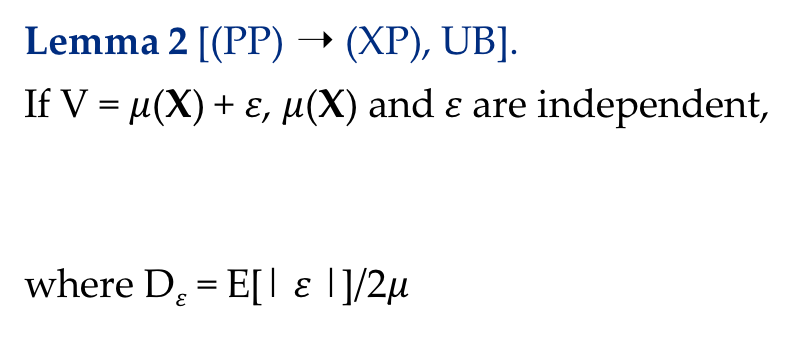 Lemma 2 [(PP) → (XP), UB].
If V = μ(X) + ε, μ(X) and ε are independent,
where D_ε = E[| ε |]/2μ